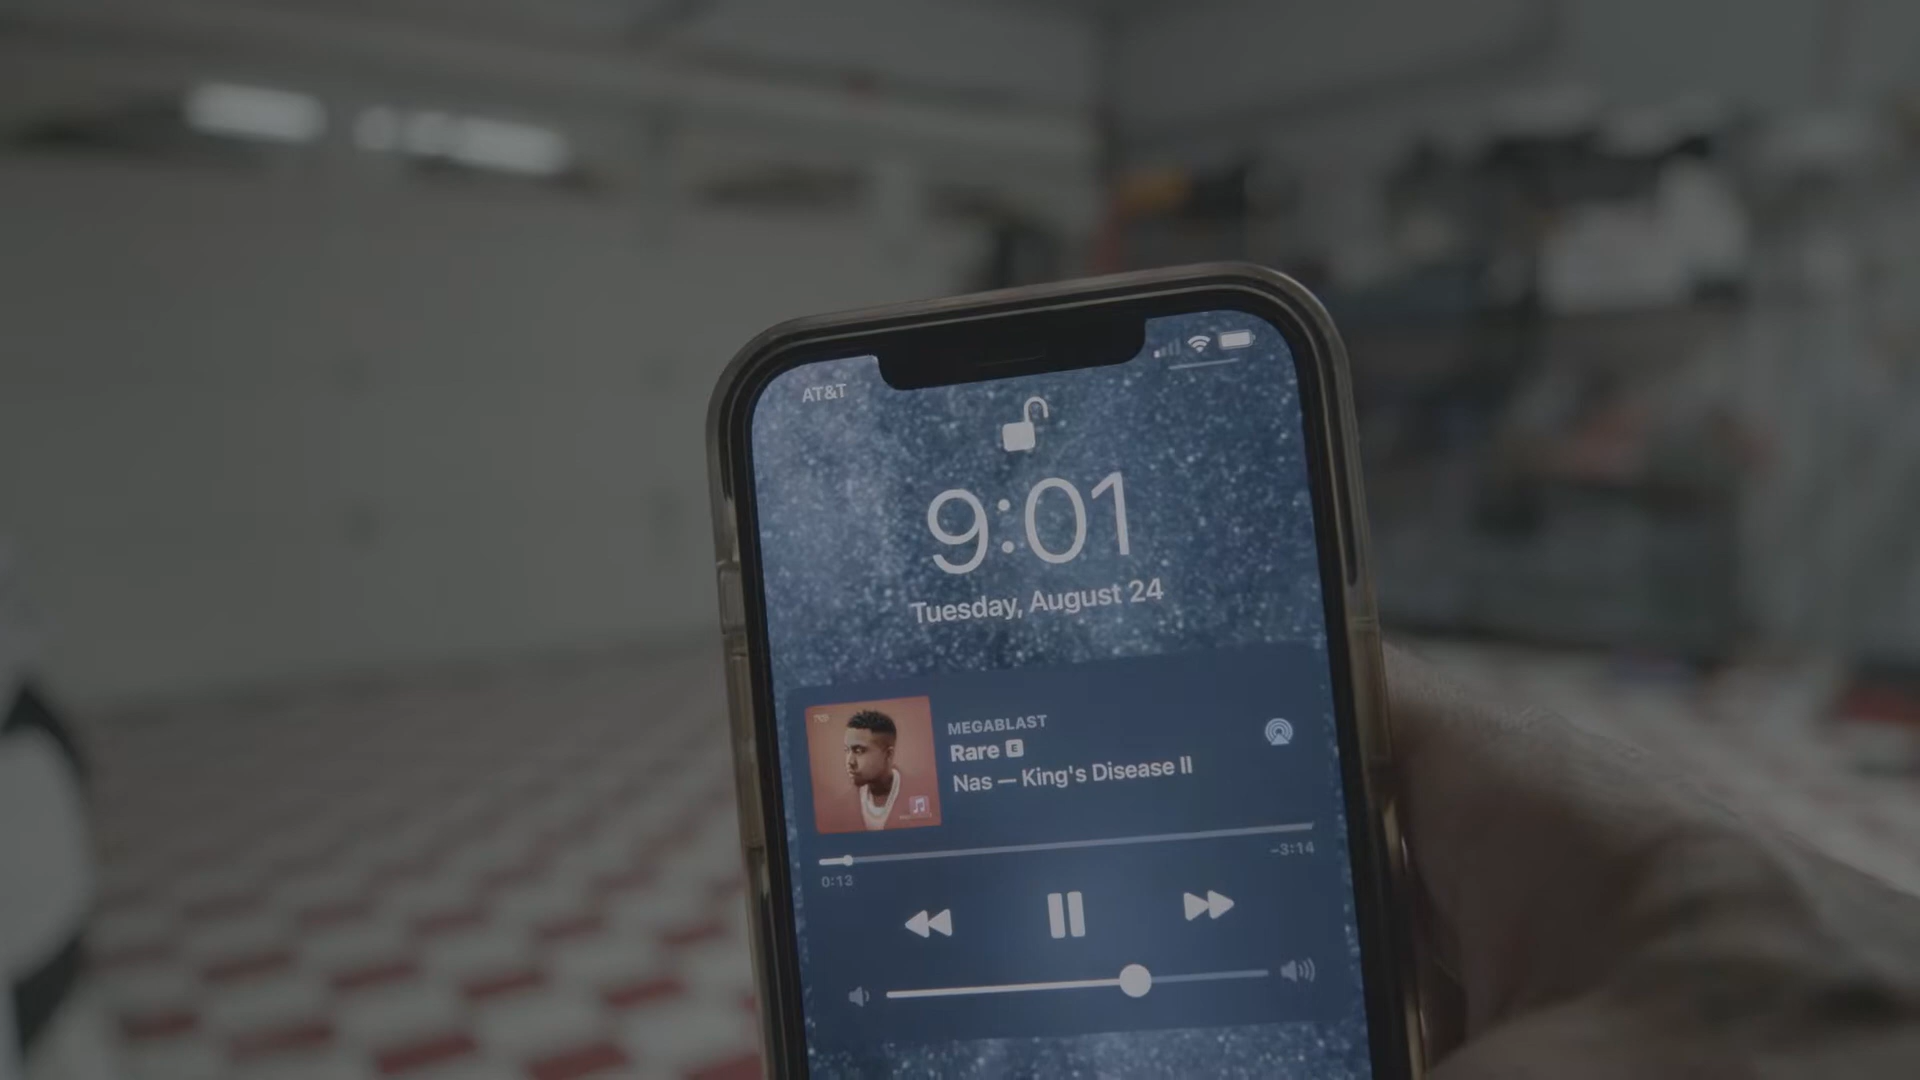 AT&T
9:01
Tuesday, August 24
MEGABLAST
Rare E
Nas — King's Disease II
0:13
-3:14